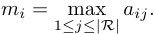 $m_i = \max_{1 \leq j \leq |\mathcal{R}|} a_{ij}.$